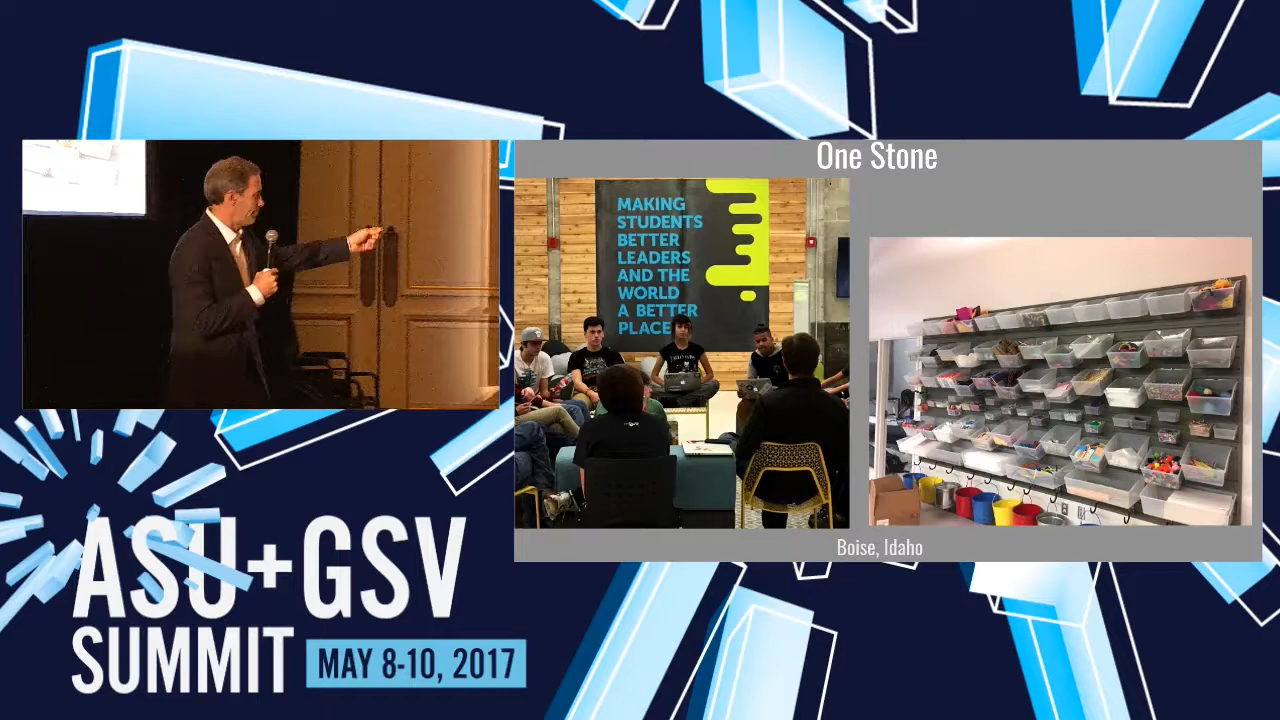 One Stone
MAKING
STUDENTS
BETTER
LEADERS
AND THE
WORLD
A BETTER
PLACE
Boise, Idaho
ASU+GSV
SUMMIT
MAY 8-10, 2017